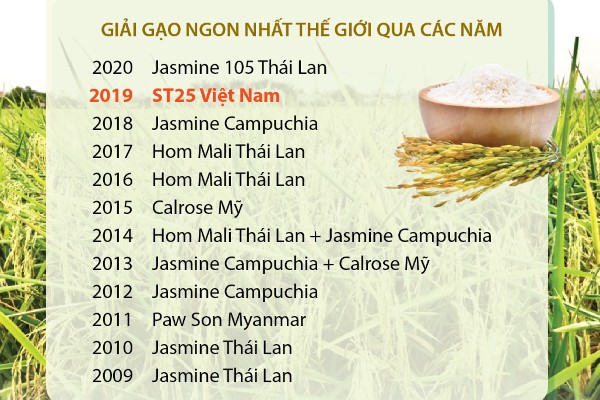 GIẢI GẠO NGON NHẤT THẾ GIỚI QUA CÁC NĂM
2020 Jasmine 105 Thái Lan
2019 ST25 Việt Nam
2018 Jasmine Campuchia
2017 Hom Mali Thái Lan
2016 Hom Mali Thái Lan
2015 Calrose Mỹ
2014 Hom Mali Thái Lan + Jasmine Campuchia
2013 Jasmine Campuchia + Calrose Mỹ
2012 Jasmine Campuchia
2011 Paw Son Myanmar
2010 Jasmine Thái Lan
2009 Jasmine Thái Lan